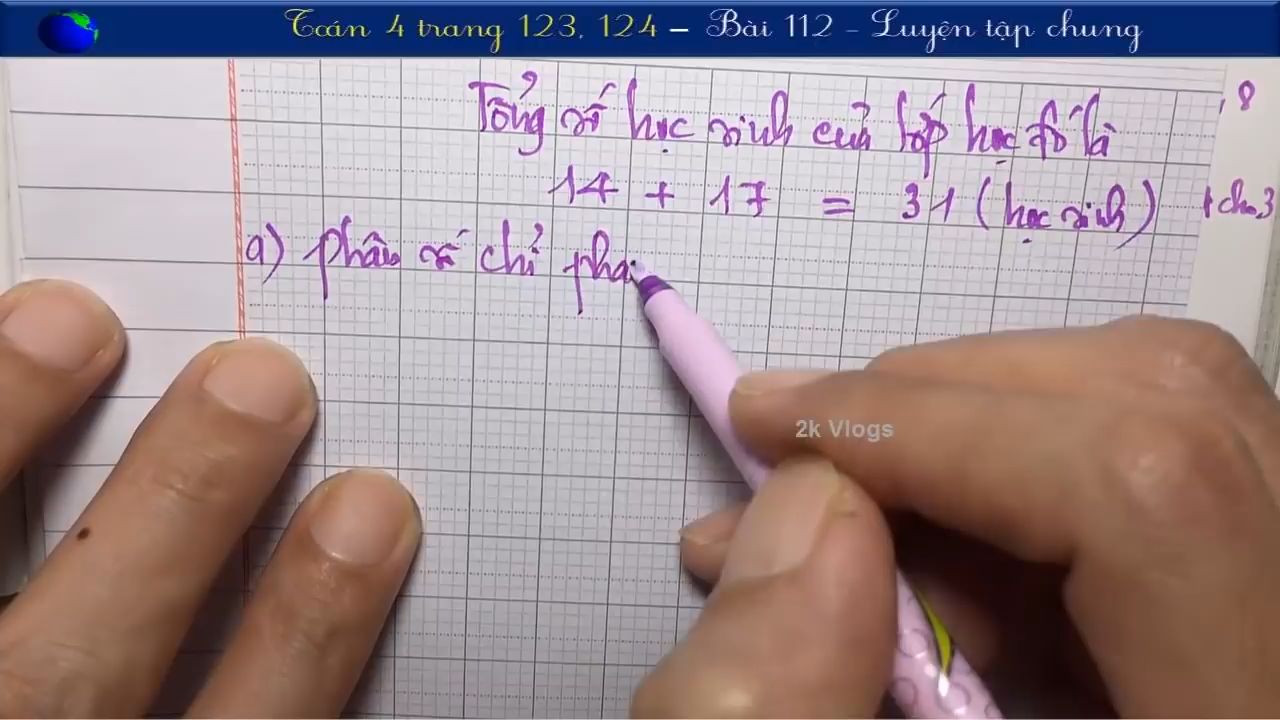 Toán 4 trang 123, 124 – Bài 112 - Luyện tập chung
, 8
Tổng số học sinh của lớp học đó là
14 + 17 = 31 (học sinh)
a) phân số chỉ pha
2k Vlogs